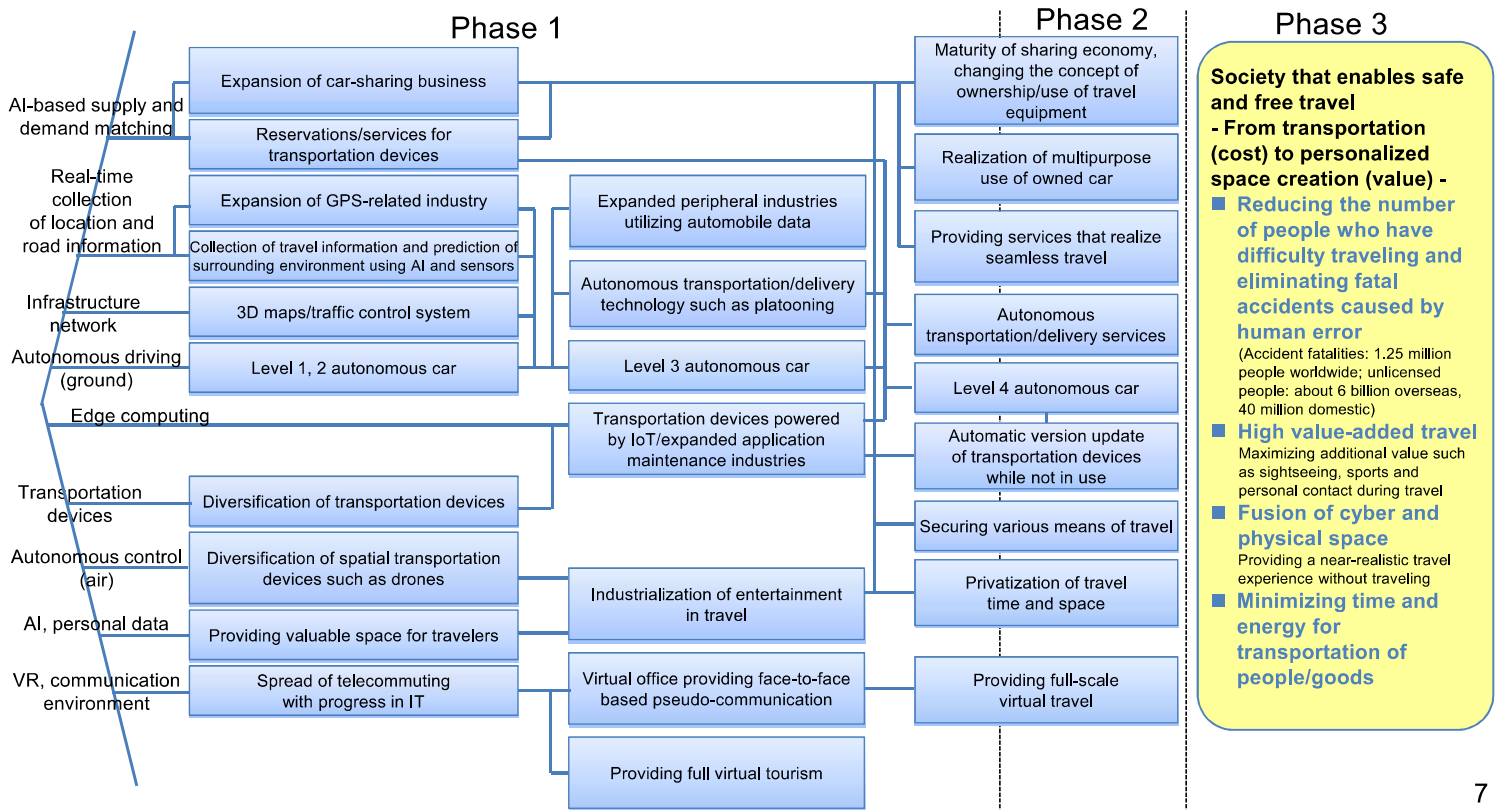 Phase 1
Phase 2
Phase 3
AI-based supply and
demand matching
Real-time
collection
of location and
road information
Infrastructure
network
Autonomous driving
(ground)
Edge computing
Transportation
devices
Autonomous control
(air)
AI, personal data
VR, communication
environment
Expansion of car-sharing business
Reservations/services for
transportation devices
Expansion of GPS-related industry
Collection of travel information and prediction of
surrounding environment using AI and sensors
3D maps/traffic control system
Level 1, 2 autonomous car
Diversification of transportation devices
Diversification of spatial transportation
devices such as drones
Providing valuable space for travelers
Spread of telecommuting
with progress in IT
Expanded peripheral industries
utilizing automobile data
Autonomous transportation/delivery
technology such as platooning
Level 3 autonomous car
Transportation devices powered
by IoT/expanded application
maintenance industries
Industrialization of entertainment
in travel
Virtual office providing face-to-face
based pseudo-communication
Providing full virtual tourism
Maturity of sharing economy,
changing the concept of
ownership/use of travel
equipment
Realization of multipurpose
use of owned car
Providing services that realize
seamless travel
Autonomous
transportation/delivery services
Level 4 autonomous car
Automatic version update
of transportation devices
while not in use
Securing various means of travel
Privatization of travel
time and space
Providing full-scale
virtual travel
Society that enables safe
and free travel
- From transportation
(cost) to personalized
space creation (value) -
■ Reducing the number
of people who have
difficulty traveling and
eliminating fatal
accidents caused by
human error
(Accident fatalities: 1.25 million
people worldwide; unlicensed
people: about 6 billion overseas,
40 million domestic)
■ High value-added travel
Maximizing additional value such
as sightseeing, sports and
personal contact during travel
■ Fusion of cyber and
physical space
Providing a near-realistic travel
experience without traveling
■ Minimizing time and
energy for
transportation of
people/goods
7